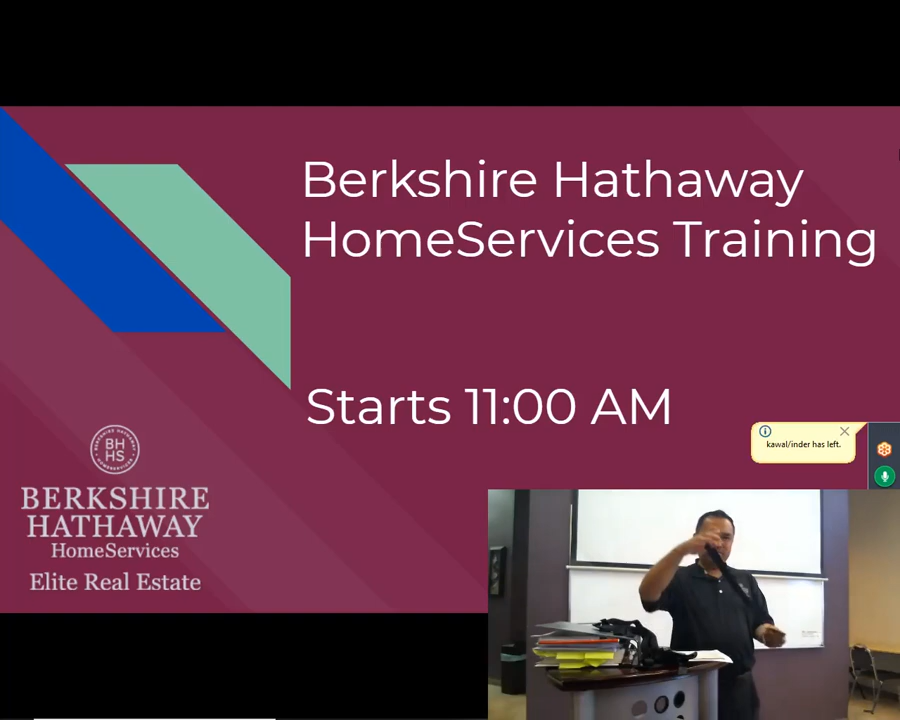 Berkshire Hathaway
HomeServices Training
Starts 11:00 AM
kawal/inder has left.
BH
HS
BERKSHIRE
HATHAWAY
HomeServices
Elite Real Estate